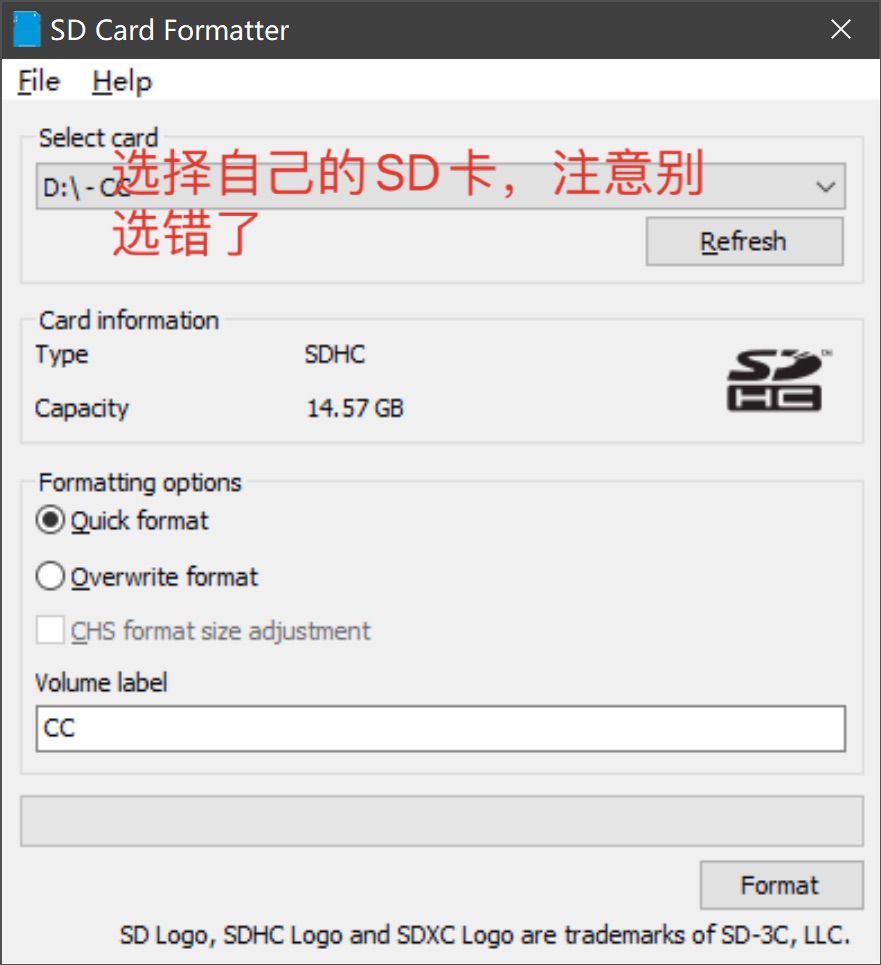 SD Card Formatter
File Help
Select card
D:\ - CC
选择自己的SD卡，注意别
选错了
Refresh
Card information
Type SDHC
Capacity 14.57 GB
SD HC TM
Formatting options
Quick format
Overwrite format
CHS format size adjustment
Volume label
CC
Format
SD Logo, SDHC Logo and SDXC Logo are trademarks of SD-3C, LLC.